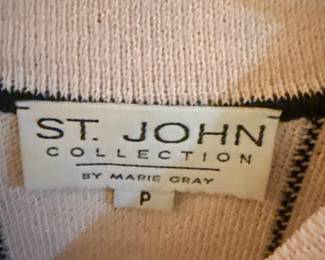 ST. JOHN
COLLECTION
BY MARIE GRAY
P